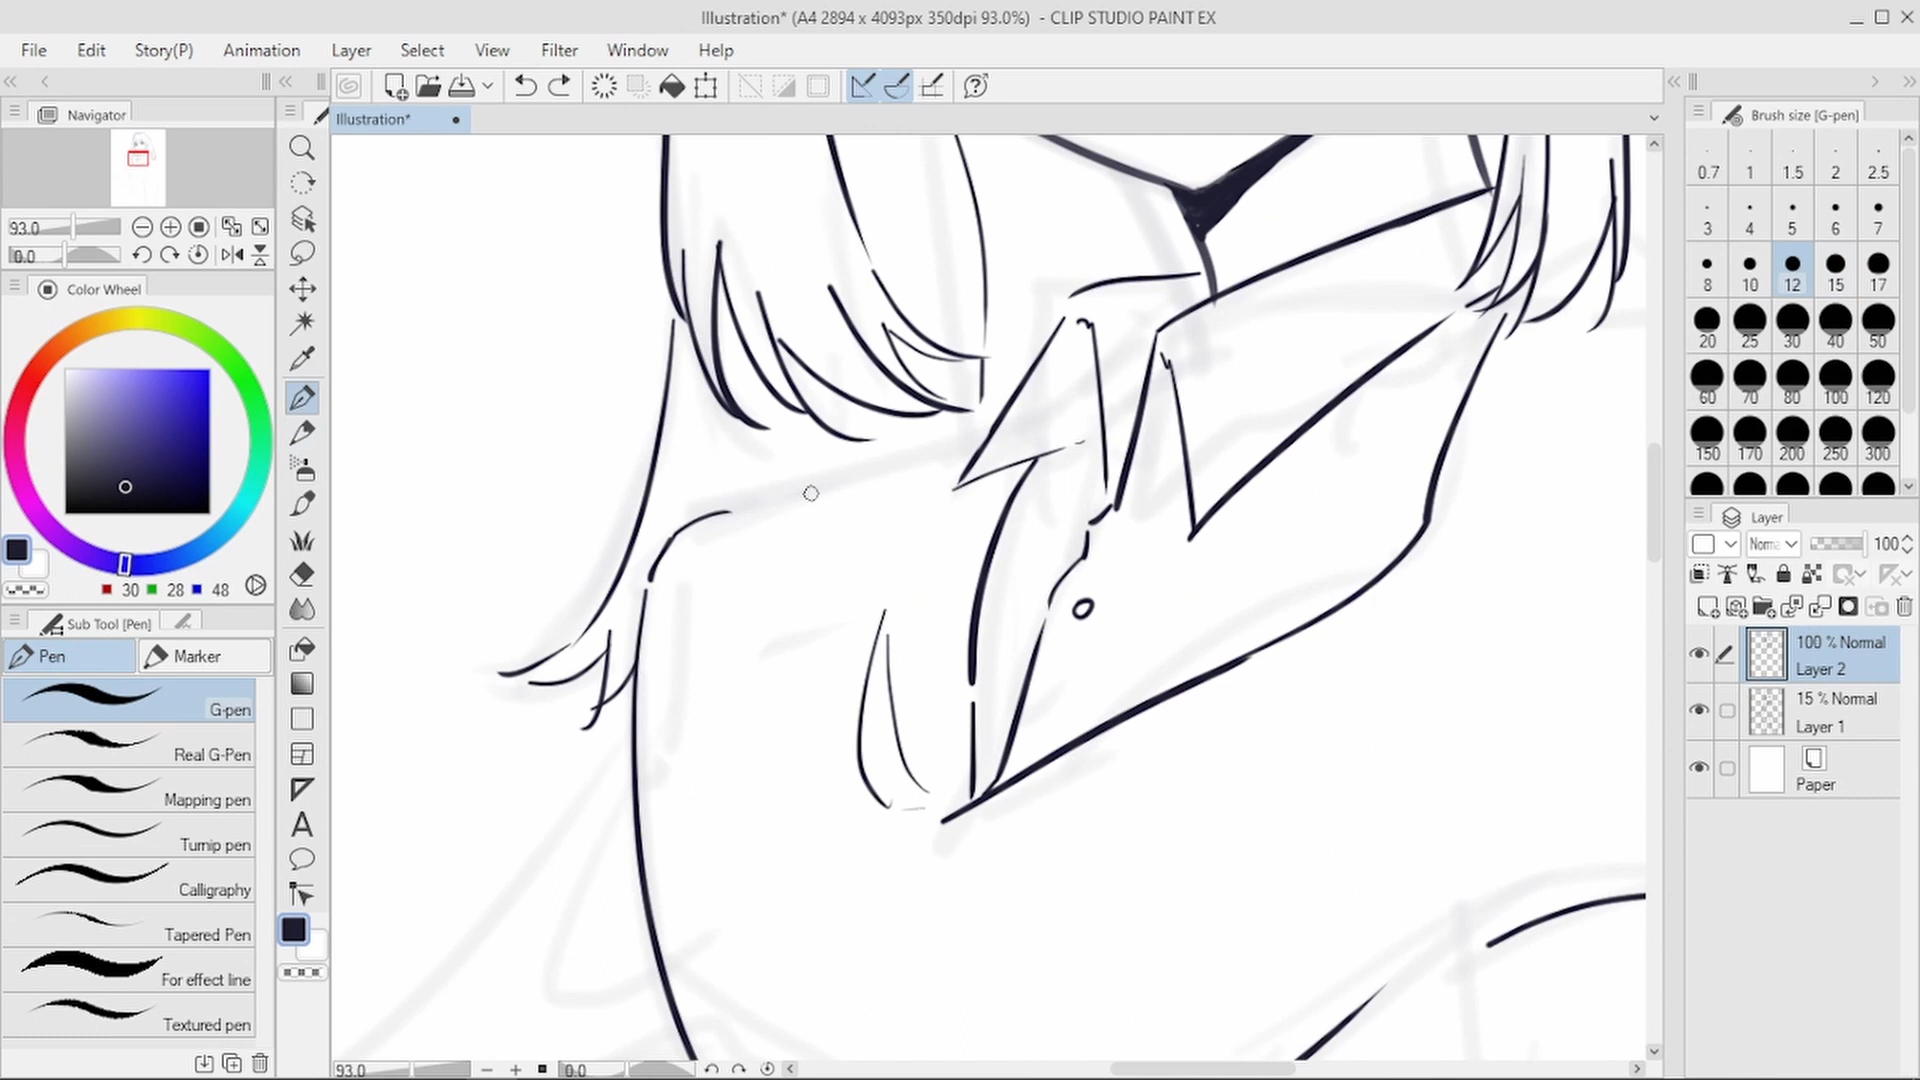 Illustration* (A4 2894 x 4093px 350dpi 93.0%) - CLIP STUDIO PAINT EX
File Edit Story(P) Animation Layer Select View Filter Window Help
Navigator
93.0
0.0
Color Wheel
30 28 48
Sub Tool [Pen]
Pen Marker
G-pen
Real G-Pen
Mapping pen
Turnip pen
Calligraphy
Tapered Pen
For effect line
Textured pen
A
Illustration*
93.0 0.0
Brush size [G-pen]
0.7 1 1.5 2 2.5
3 4 5 6 7
8 10 12 15 17
20 25 30 40 50
60 70 80 100 120
150 170 200 250 300
Layer
Norma 100
100 % Normal
Layer 2
15 % Normal
Layer 1
Paper